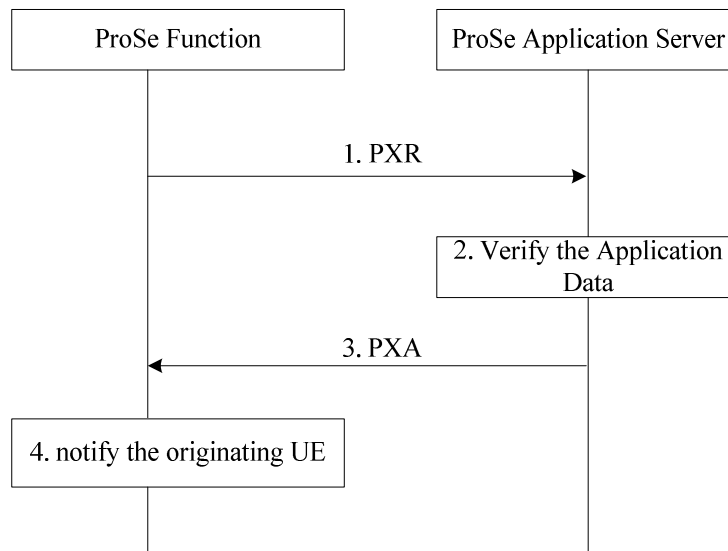 ProSe Function
ProSe Application Server
1. PXR
2. Verify the Application
Data
3. PXA
4. notify the originating UE